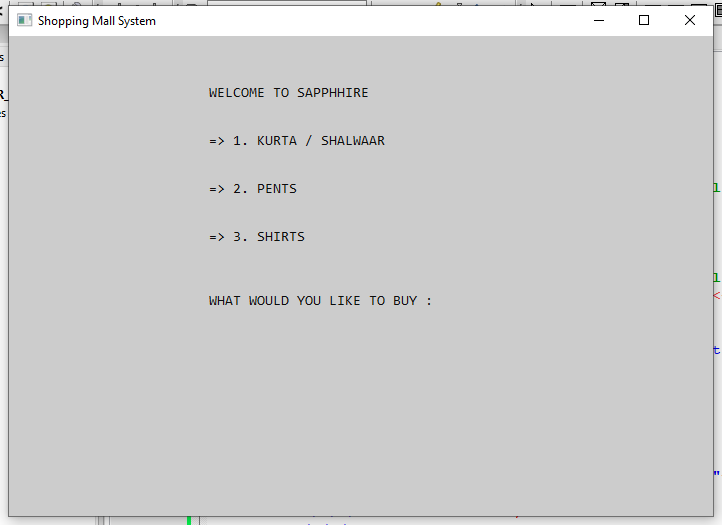 Shopping Mall System
WELCOME TO SAPPHHIRE
=> 1. KURTA / SHALWAAR
=> 2. PENTS
=> 3. SHIRTS
WHAT WOULD YOU LIKE TO BUY :